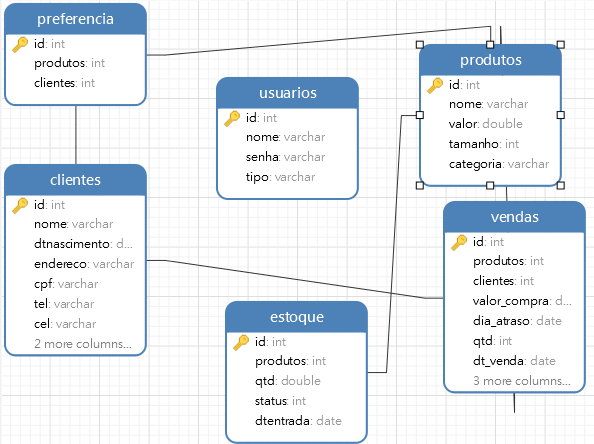 preferencia
id: int
produtos: int
clientes: int
produtos
id: int
nome: varchar
valor: double
tamanho: int
categoria: varchar
usuarios
id: int
nome: varchar
senha: varchar
tipo: varchar
clientes
id: int
nome: varchar
dtnascimento: d...
endereco: varchar
cpf: varchar
tel: varchar
cel: varchar
2 more columns...
vendas
id: int
produtos: int
clientes: int
valor_compra: d...
dia_atraso: date
qtd: int
dt_venda: date
3 more columns...
estoque
id: int
produtos: int
qtd: double
status: int
dtentrada: date